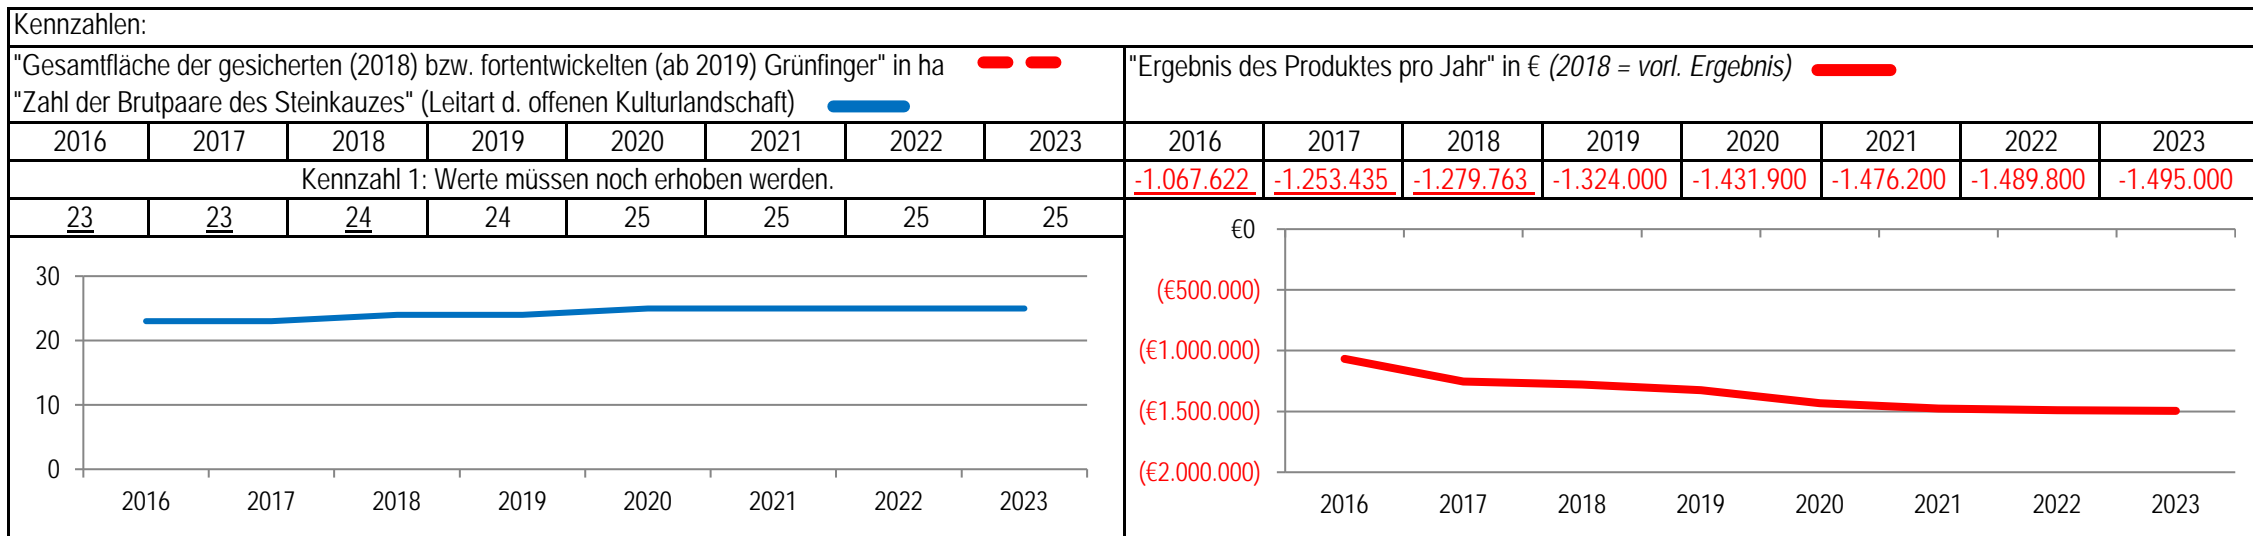 Kennzahlen:
"Gesamtfläche der gesicherten (2018) bzw. fortentwickelten (ab 2019) Grünfinger" in ha
"Zahl der Brutpaare des Steinkauzes" (Leitart d. offenen Kulturlandschaft)
2016 2017 2018 2019 2020 2021 2022 2023
Kennzahl 1: Werte müssen noch erhoben werden.
23 23 24 24 25 25 25 25
30
20
10
0
2016 2017 2018 2019 2020 2021 2022 2023
"Ergebnis des Produktes pro Jahr" in € (2018 = vorl. Ergebnis)
2016 2017 2018 2019 2020 2021 2022 2023
-1.067.622 -1.253.435 -1.279.763 -1.324.000 -1.431.900 -1.476.200 -1.489.800 -1.495.000
€0
(€500.000)
(€1.000.000)
(€1.500.000)
(€2.000.000)
2016 2017 2018 2019 2020 2021 2022 2023